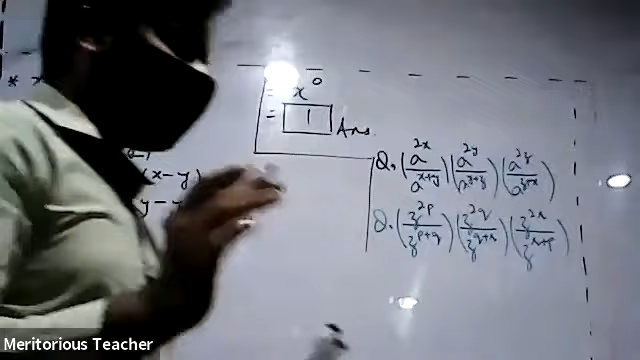 = x⁰
= 1 Ans.
(x-y)
y-
Q. (a^2x / a^x+y) (a^2y / a^y+z) (a^2z / a^z+x)
Q. (z^2p / z^p+q) (z^2q / z^q+r) (z^2r / z^r+p)
Meritorious Teacher